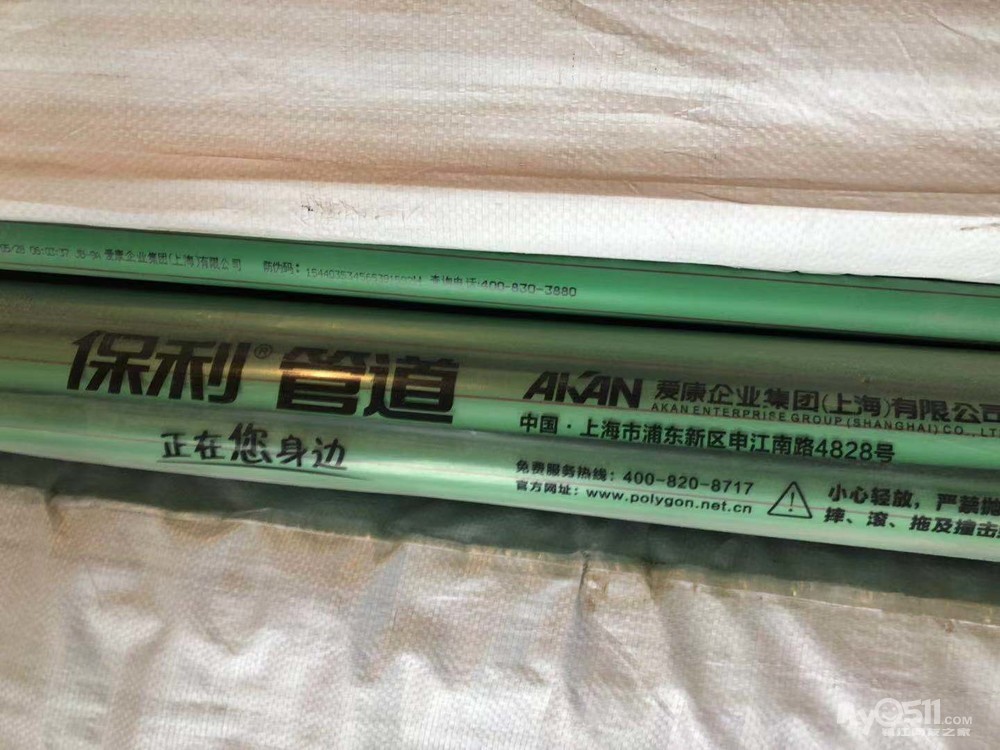 06:02:37 爱康企业集团(上海)有限公司 防伪码: 查询电话:400-830-3880
保利® 管道
正在您身边
AKAN 爱康企业集团(上海)有限公司
AKAN ENTERPRISE GROUP (SHANGHAI) CO., LT
中国·上海市浦东新区申江南路4828号
免费服务热线: 400-820-8717
官方网址: www.polygon.net.cn
小心轻放, 严禁抛
摔、滚、拖及撞击
0511.COM